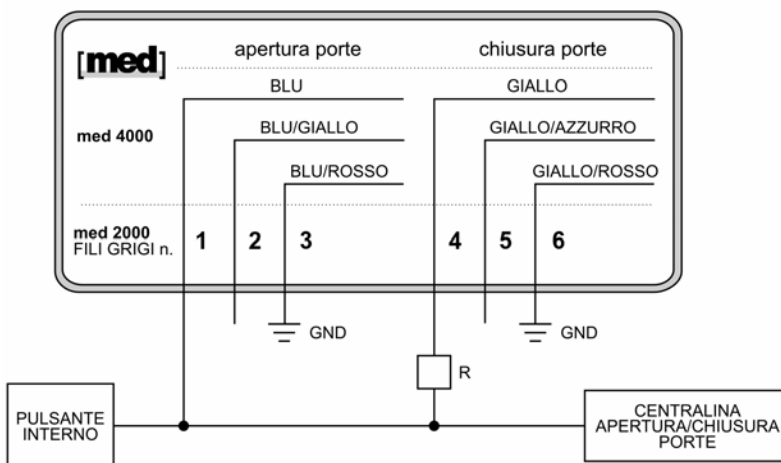 [med] apertura porte chiusura porte
BLU GIALLO
med 4000 BLU/GIALLO GIALLO/AZZURRO
BLU/ROSSO GIALLO/ROSSO
med 2000
FILI GRIGI n. 1 2 3 4 5 6
GND GND
R
PULSANTE
INTERNO
CENTRALINA
APERTURA/CHIUSURA
PORTE